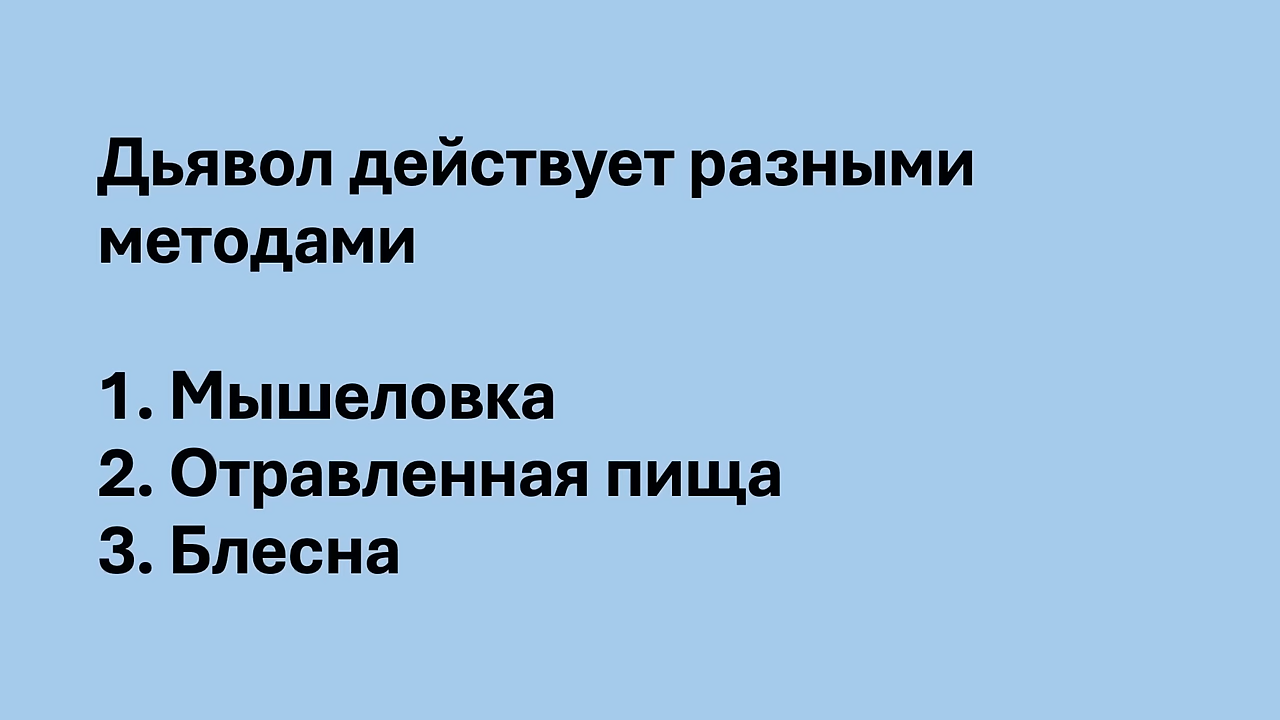 Дьявол действует разными
методами
1. Мышеловка
2. Отравленная пища
3. Блесна